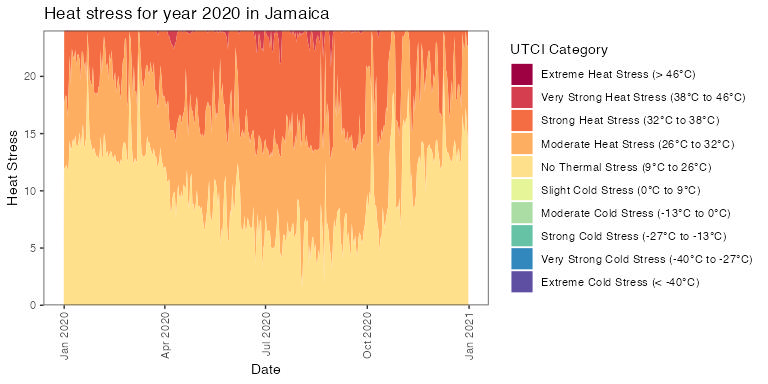 Heat stress for year 2020 in Jamaica
Heat Stress
20
15
10
5
0
Jan 2020
Apr 2020
Jul 2020
Oct 2020
Jan 2021
Date
UTCI Category
Extreme Heat Stress (> 46°C)
Very Strong Heat Stress (38°C to 46°C)
Strong Heat Stress (32°C to 38°C)
Moderate Heat Stress (26°C to 32°C)
No Thermal Stress (9°C to 26°C)
Slight Cold Stress (0°C to 9°C)
Moderate Cold Stress (-13°C to 0°C)
Strong Cold Stress (-27°C to -13°C)
Very Strong Cold Stress (-40°C to -27°C)
Extreme Cold Stress (< -40°C)